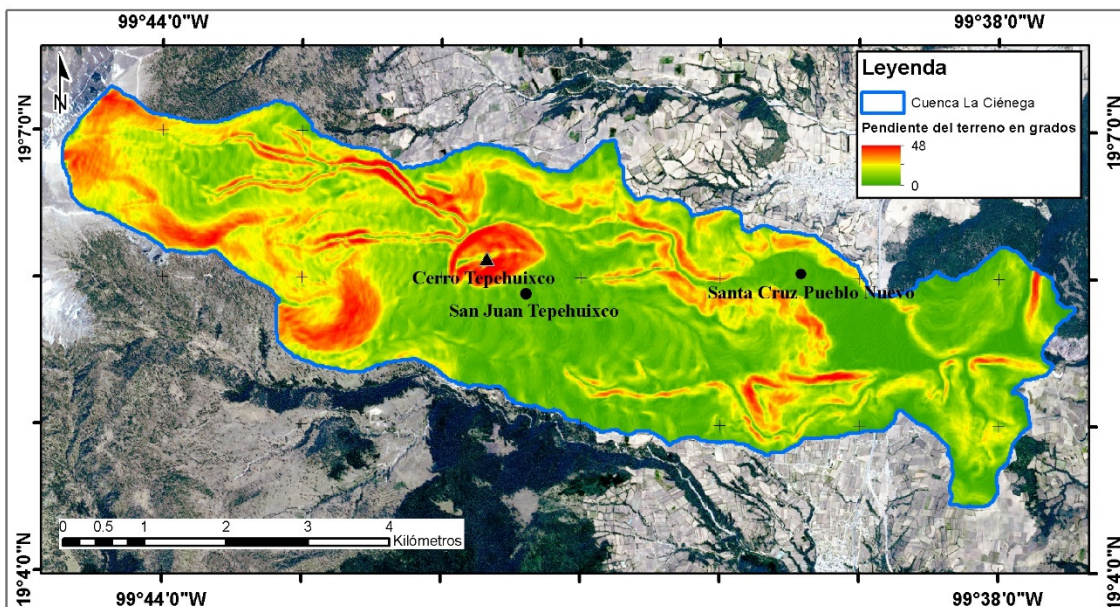 99°44'0"W
99°38'0"W
Leyenda
Cuenca La Ciénega
Pendiente del terreno en grados
48
0
N
19°7'0"N
19°7'0"N
Cerro Tepehuixco
Santa Cruz Pueblo Nuevo
San Juan Tepehuixco
0 0.5 1 2 3 4
Kilómetros
19°4'0"N
19°4'0"N
99°44'0"W
99°38'0"W